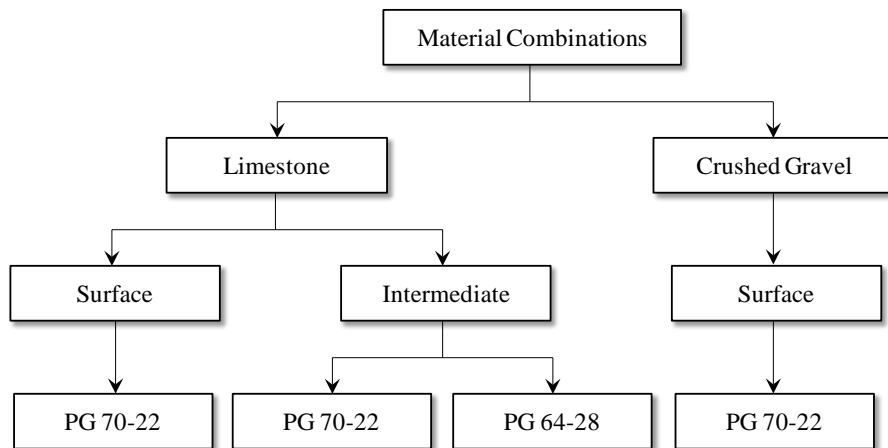 Material Combinations
Limestone
Crushed Gravel
Surface
Intermediate
Surface
PG 70-22
PG 70-22
PG 64-28
PG 70-22